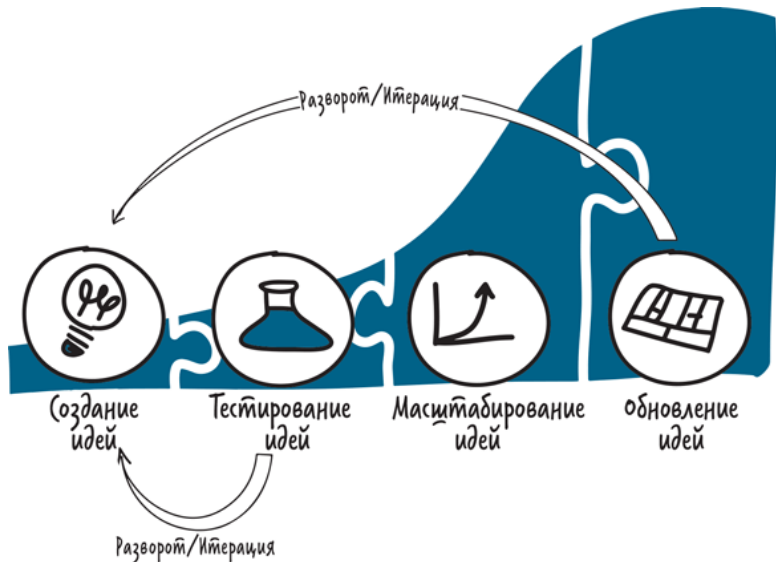 Разворот/Итерация
Создание
идей
Тестирование
идей
Масштабирование
идей
Обновление
идей
Разворот/Итерация